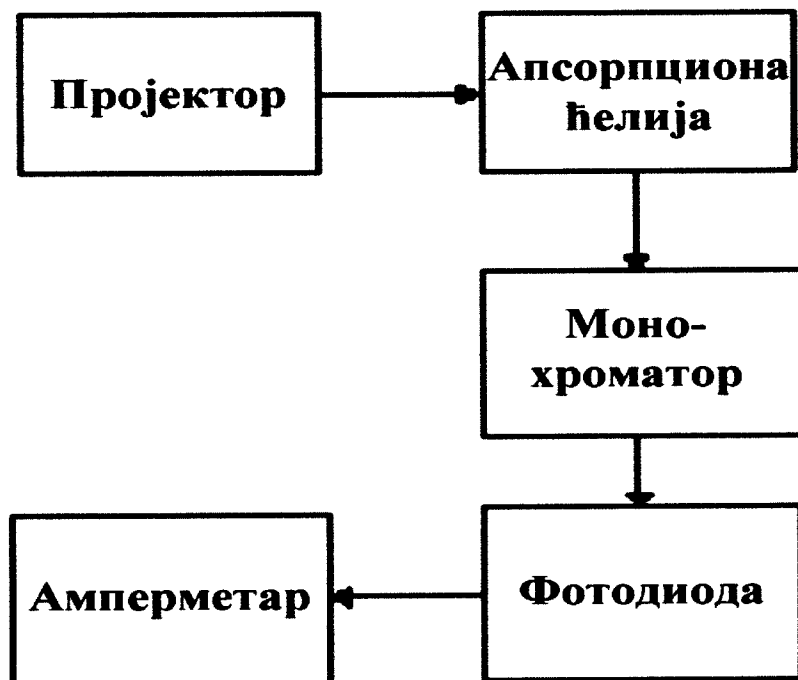 Пројектор
Апсорпциона
ћелија
Моно-
хроматор
Фотодиода
Амперметар